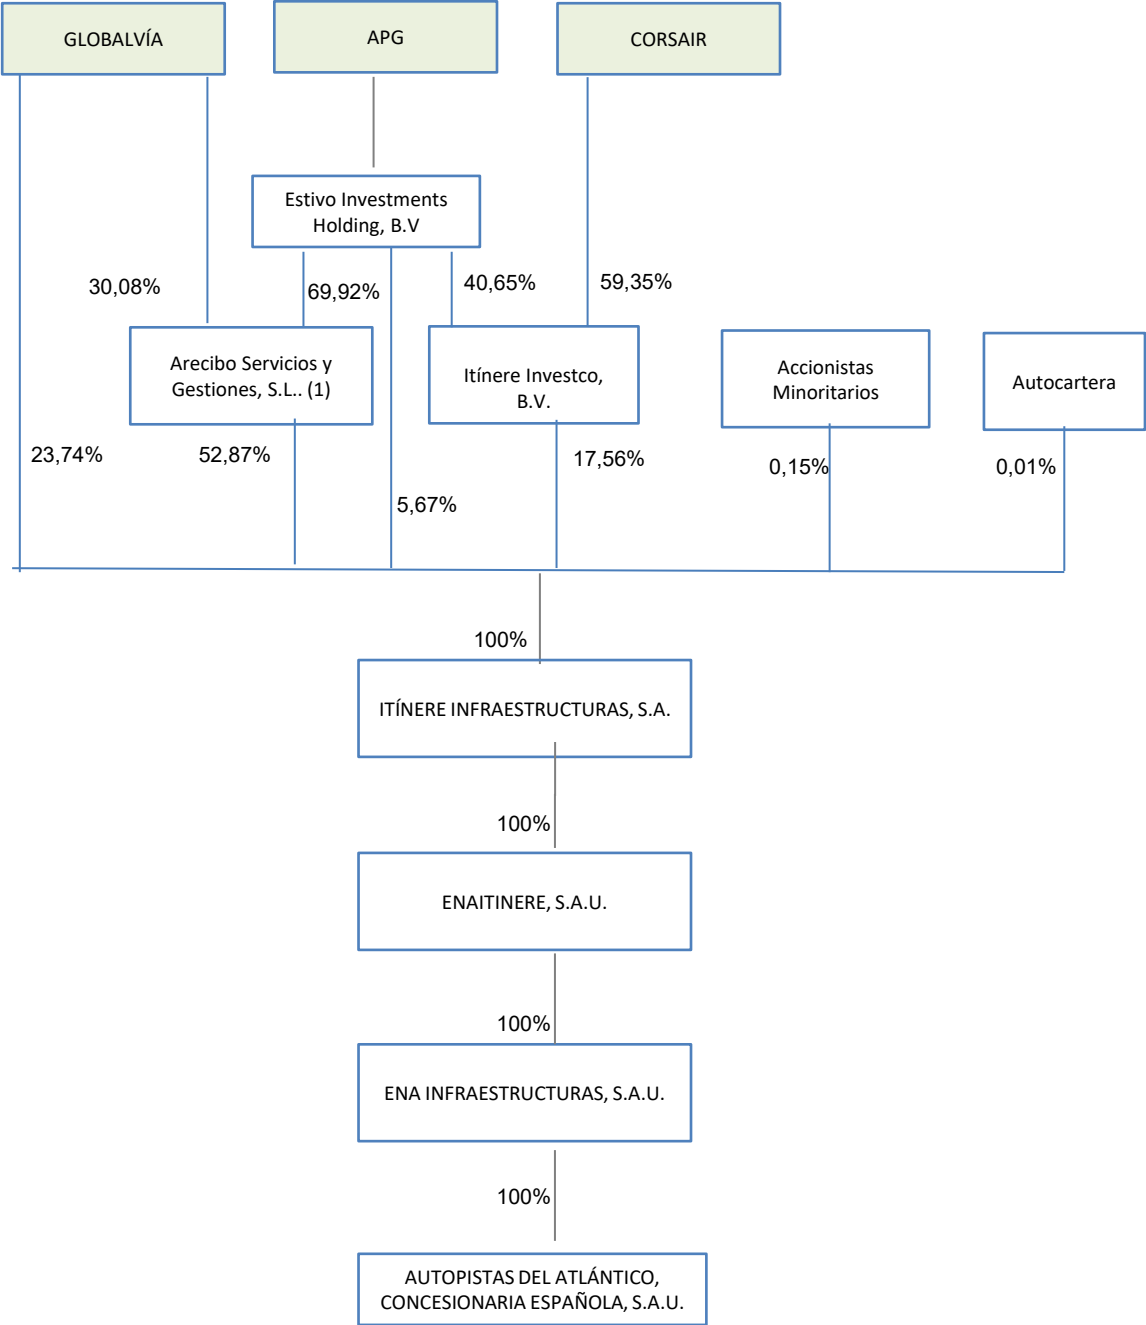 GLOBALVÍA
APG
CORSAIR
Estivo Investments
Holding, B.V
30,08%
69,92%
40,65%
59,35%
Arecibo Servicios y
Gestiones, S.L.. (1)
Itínere Investco,
B.V.
Accionistas
Minoritarios
Autocartera
23,74%
52,87%
5,67%
17,56%
0,15%
0,01%
100%
ITÍNERE INFRAESTRUCTURAS, S.A.
100%
ENAITINERE, S.A.U.
100%
ENA INFRAESTRUCTURAS, S.A.U.
100%
AUTOPISTAS DEL ATLÁNTICO,
CONCESIONARIA ESPAÑOLA, S.A.U.